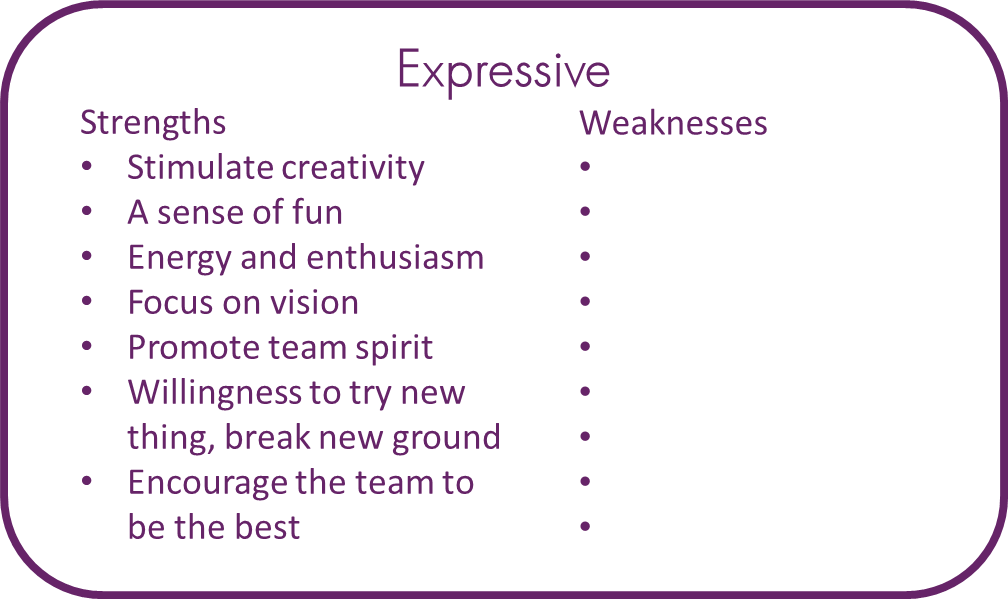 Expressive
Strengths
• Stimulate creativity
• A sense of fun
• Energy and enthusiasm
• Focus on vision
• Promote team spirit
• Willingness to try new
thing, break new ground
• Encourage the team to
be the best
Weaknesses
•
•
•
•
•
•
•
•
•